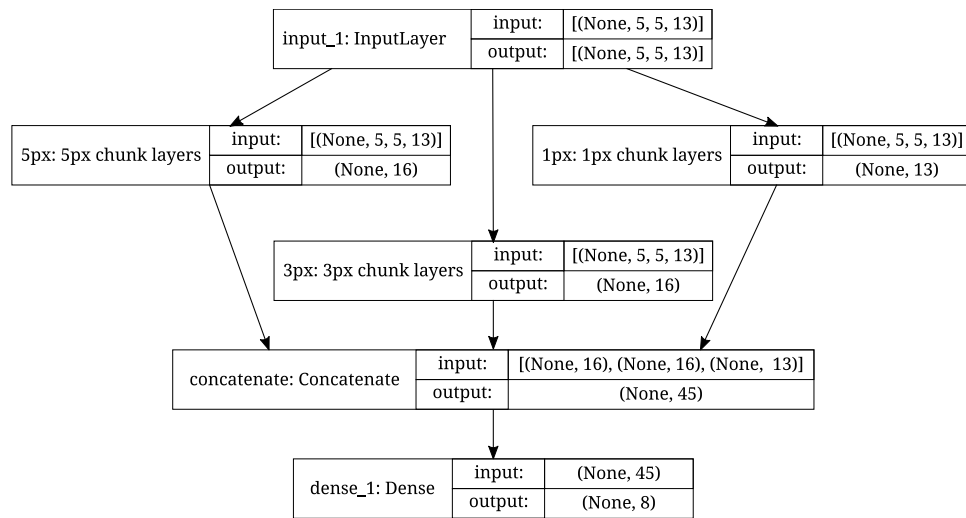 input_1: InputLayer
input: [(None, 5, 5, 13)]
output: [(None, 5, 5, 13)]
5px: 5px chunk layers
input: [(None, 5, 5, 13)]
output: (None, 16)
1px: 1px chunk layers
input: [(None, 5, 5, 13)]
output: (None, 13)
3px: 3px chunk layers
input: [(None, 5, 5, 13)]
output: (None, 16)
concatenate: Concatenate
input: [(None, 16), (None, 16), (None, 13)]
output: (None, 45)
dense_1: Dense
input: (None, 45)
output: (None, 8)